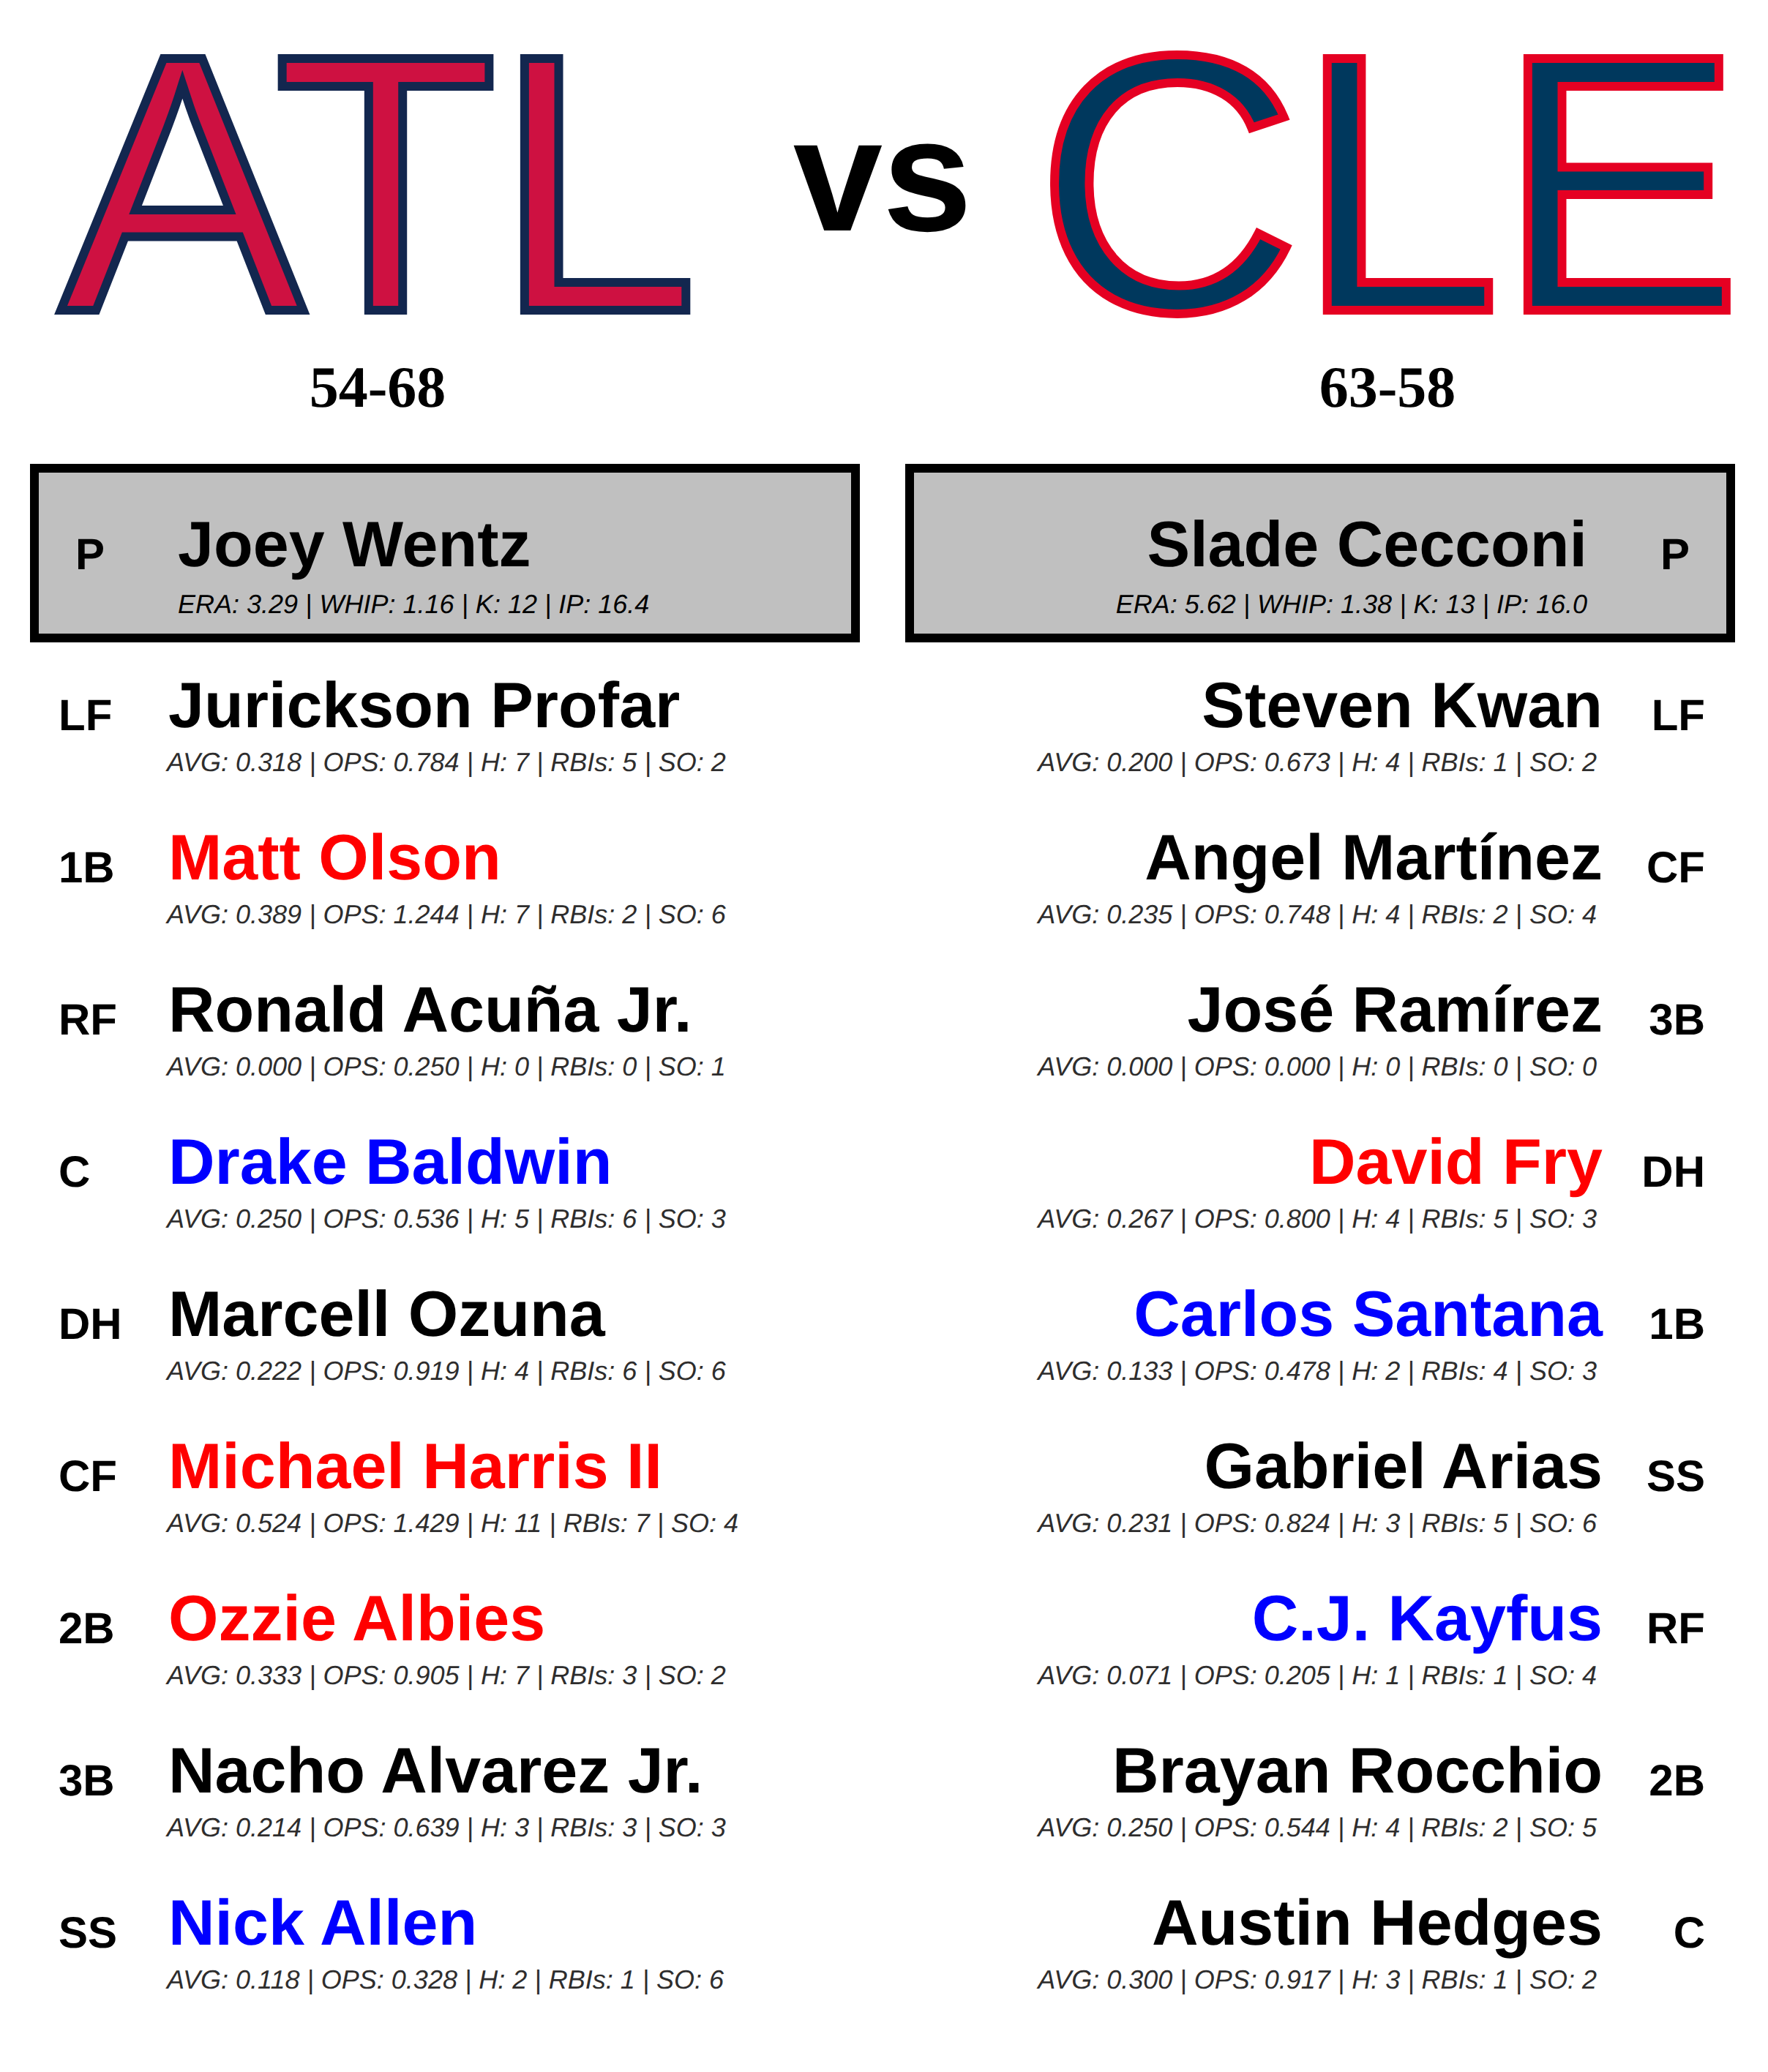 ATL vs CLE
54-68 63-58
P Joey Wentz
ERA: 3.29 | WHIP: 1.16 | K: 12 | IP: 16.4
Slade Cecconi P
ERA: 5.62 | WHIP: 1.38 | K: 13 | IP: 16.0
LF Jurickson Profar
AVG: 0.318 | OPS: 0.784 | H: 7 | RBIs: 5 | SO: 2
1B Matt Olson
AVG: 0.389 | OPS: 1.244 | H: 7 | RBIs: 2 | SO: 6
RF Ronald Acuña Jr.
AVG: 0.000 | OPS: 0.250 | H: 0 | RBIs: 0 | SO: 1
C Drake Baldwin
AVG: 0.250 | OPS: 0.536 | H: 5 | RBIs: 6 | SO: 3
DH Marcell Ozuna
AVG: 0.222 | OPS: 0.919 | H: 4 | RBIs: 6 | SO: 6
CF Michael Harris II
AVG: 0.524 | OPS: 1.429 | H: 11 | RBIs: 7 | SO: 4
2B Ozzie Albies
AVG: 0.333 | OPS: 0.905 | H: 7 | RBIs: 3 | SO: 2
3B Nacho Alvarez Jr.
AVG: 0.214 | OPS: 0.639 | H: 3 | RBIs: 3 | SO: 3
SS Nick Allen
AVG: 0.118 | OPS: 0.328 | H: 2 | RBIs: 1 | SO: 6
Steven Kwan LF
AVG: 0.200 | OPS: 0.673 | H: 4 | RBIs: 1 | SO: 2
Angel Martínez CF
AVG: 0.235 | OPS: 0.748 | H: 4 | RBIs: 2 | SO: 4
José Ramírez 3B
AVG: 0.000 | OPS: 0.000 | H: 0 | RBIs: 0 | SO: 0
David Fry DH
AVG: 0.267 | OPS: 0.800 | H: 4 | RBIs: 5 | SO: 3
Carlos Santana 1B
AVG: 0.133 | OPS: 0.478 | H: 2 | RBIs: 4 | SO: 3
Gabriel Arias SS
AVG: 0.231 | OPS: 0.824 | H: 3 | RBIs: 5 | SO: 6
C.J. Kayfus RF
AVG: 0.071 | OPS: 0.205 | H: 1 | RBIs: 1 | SO: 4
Brayan Rocchio 2B
AVG: 0.250 | OPS: 0.544 | H: 4 | RBIs: 2 | SO: 5
Austin Hedges C
AVG: 0.300 | OPS: 0.917 | H: 3 | RBIs: 1 | SO: 2